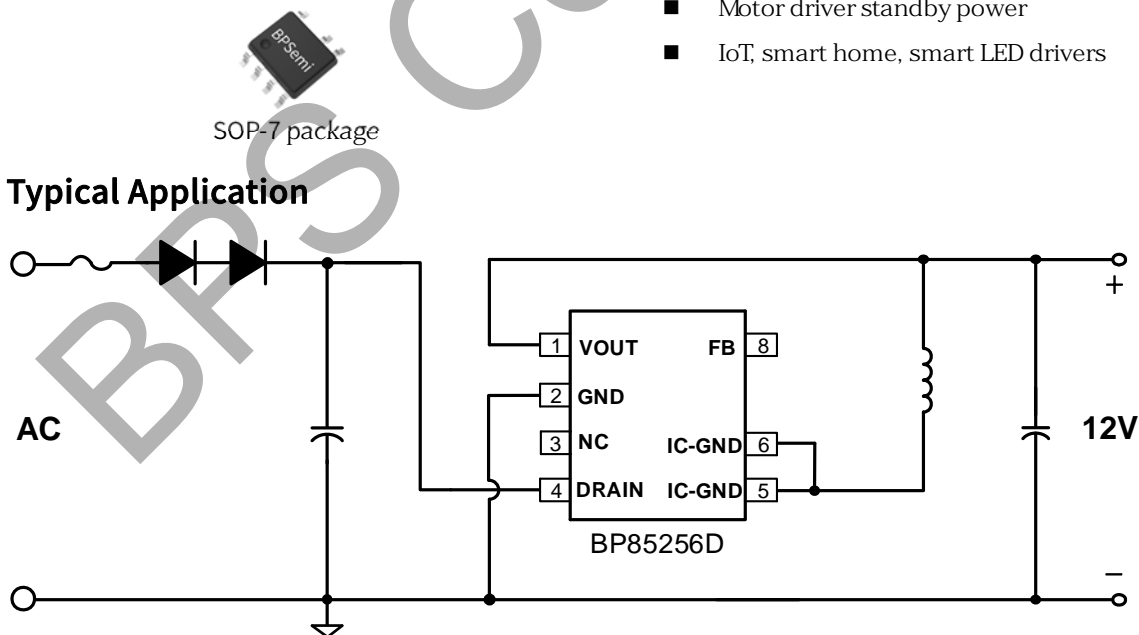 ■ Motor driver standby power
■ IoT, smart home, smart LED drivers
BPSemi
SOP-7 package
Typical Application
AC
1 VOUT
2 GND
3 NC
4 DRAIN
FB 8
IC-GND 6
IC-GND 5
BP85256D
+
12V
–
BPS Co